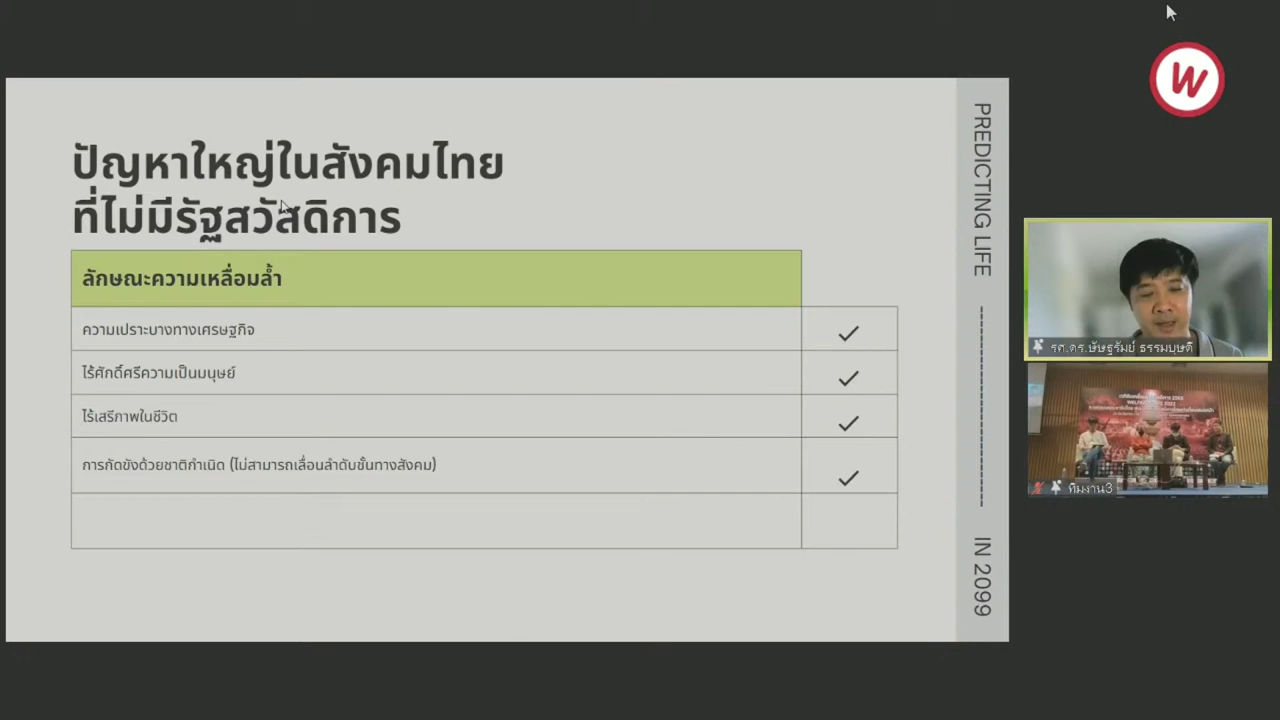 ปัญหาใหญ่ในสังคมไทย
ที่ไม่มีรัฐสวัสดิการ
ลักษณะความเหลื่อมล้ำ
ความเปราะบางทางเศรษฐกิจ
ไร้ศักดิ์ศรีความเป็นมนุษย์
ไร้เสรีภาพในชีวิต
การกัดขังด้วยชาติกำเนิด (ไม่สามารถเลื่อนลำดับชั้นทางสังคม)
PREDICTING LIFE
IN 2099
W
รศ.ดร.ษัษฐรัมย์ ธรรมบุษดี
ทีมงาน3